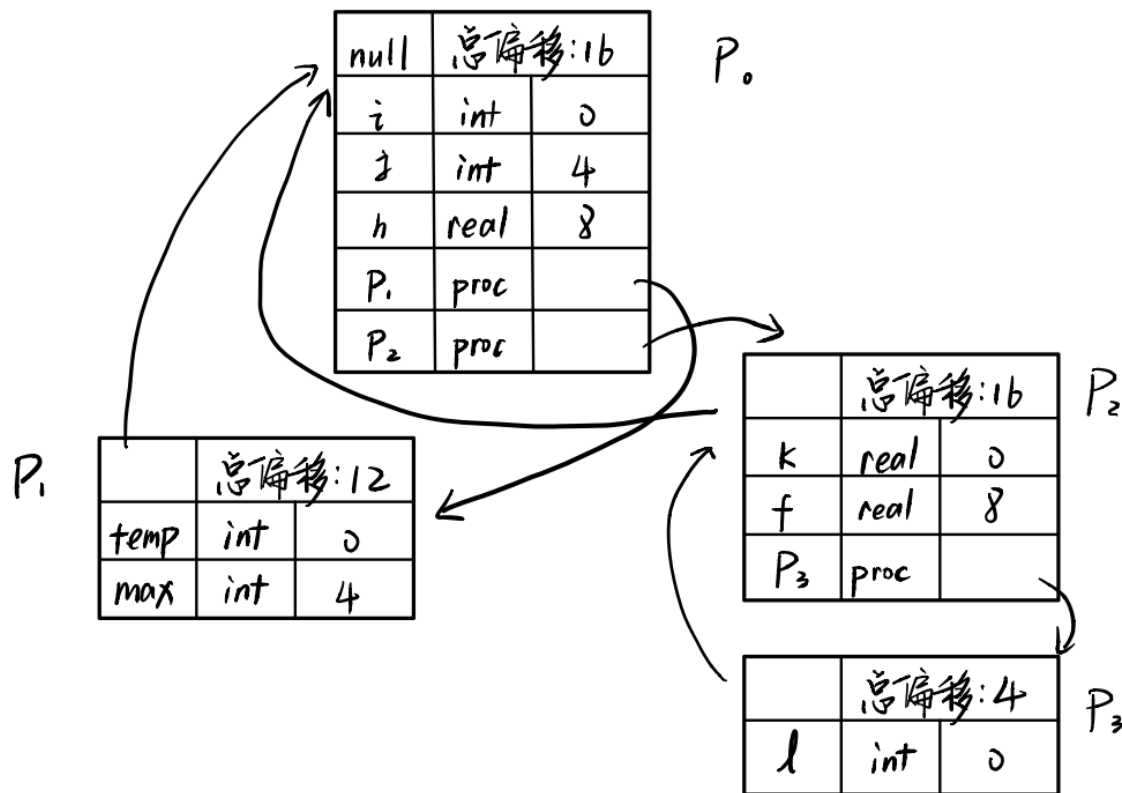 null 总偏移:16 P₀
i int 0
j int 4
h real 8
P₁ proc
P₂ proc
P₁ 总偏移:12
temp int 0
max int 4
总偏移:16 P₂
k real 0
f real 8
P₃ proc
总偏移:4 P₃
l int 0